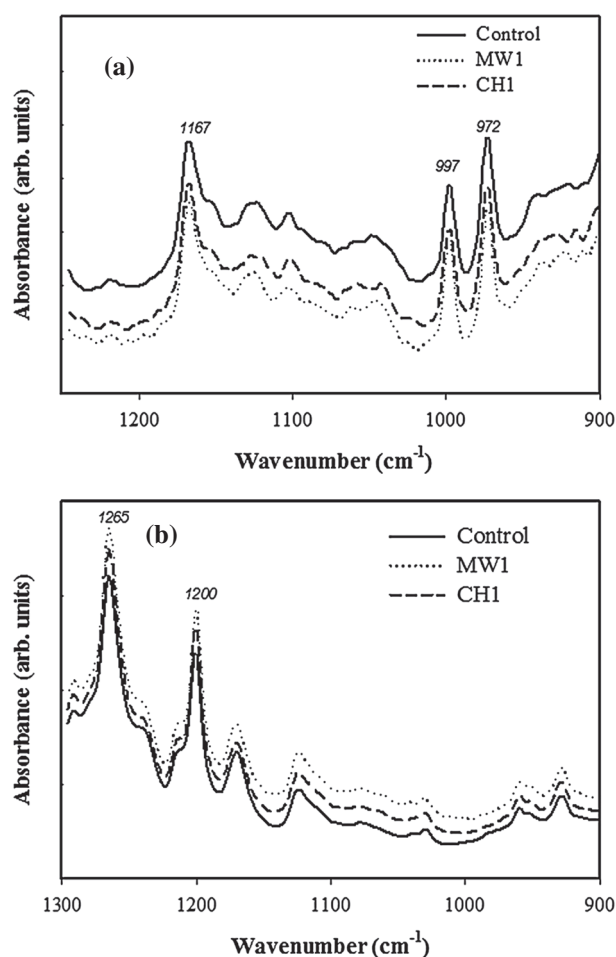 (a)
Control
MW1
CH1
1167
997
972
Absorbance (arb. units)
1200
1100
1000
900
Wavenumber (cm-1)
(b)
Control
MW1
CH1
1265
1200
Absorbance (arb. units)
1300
1200
1100
1000
900
Wavenumber (cm-1)